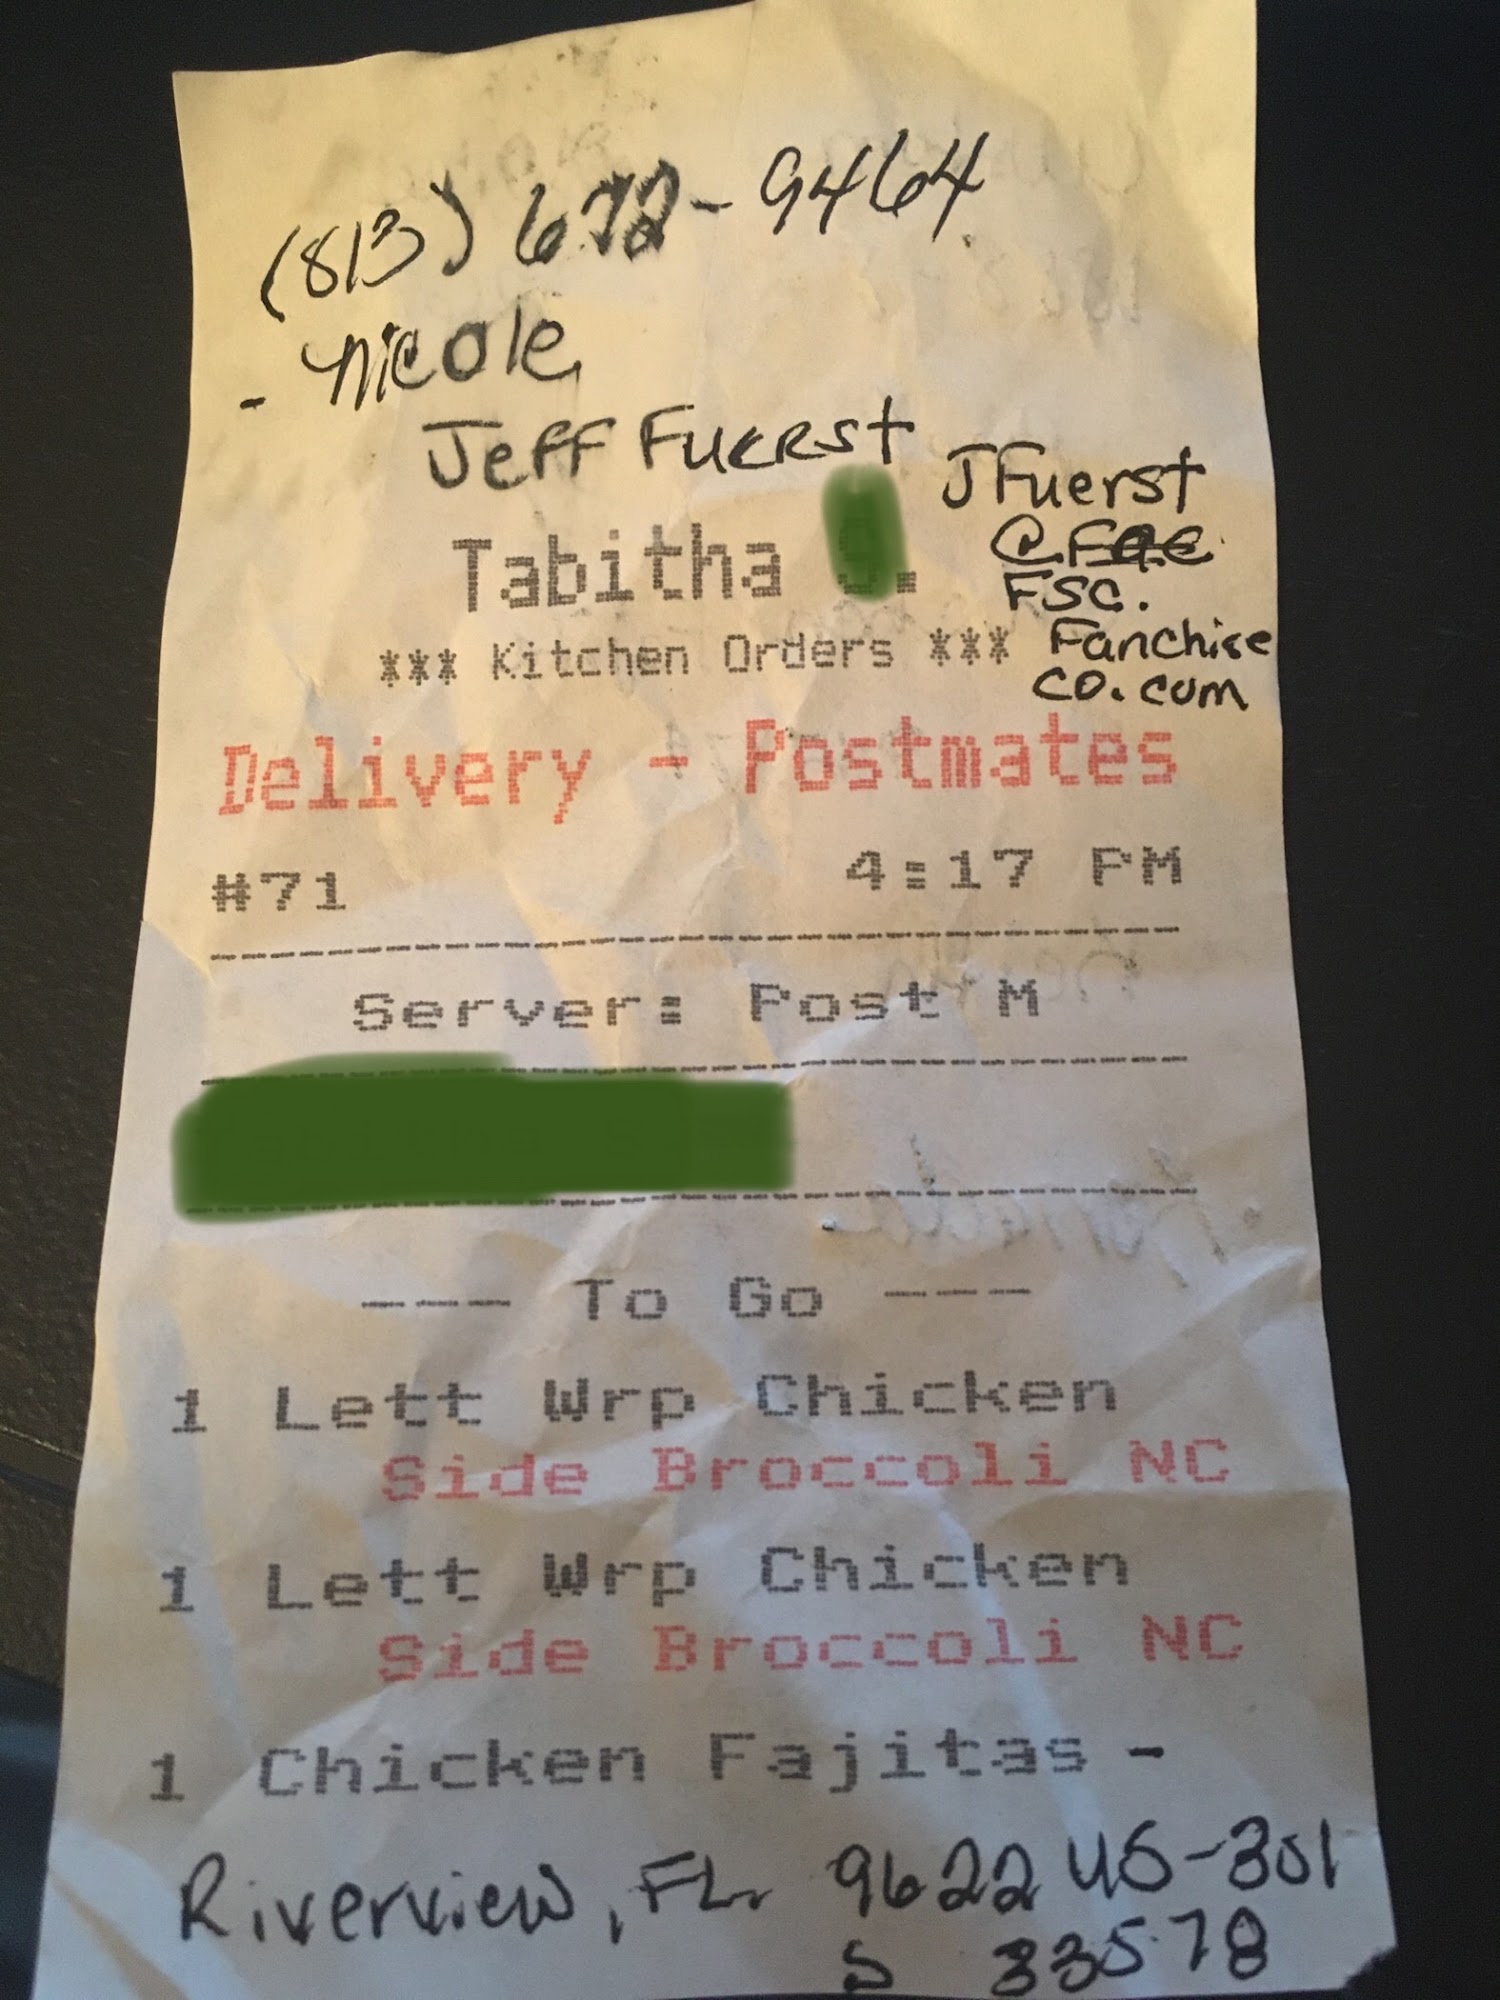 (813) 672-9464
- Nicole
Jeff Fuerst
JFuerst
@
FSC.
Fanchise
co.com
Tabitha
*** Kitchen Orders ***
Delivery - Postmates
#71 4:17 PM
Server: Post M
--- To Go ---
1 Lett Wrp Chicken
Side Broccoli NC
1 Lett Wrp Chicken
Side Broccoli NC
1 Chicken Fajitas -
Riverview, FL 9622 US-301
S 33578